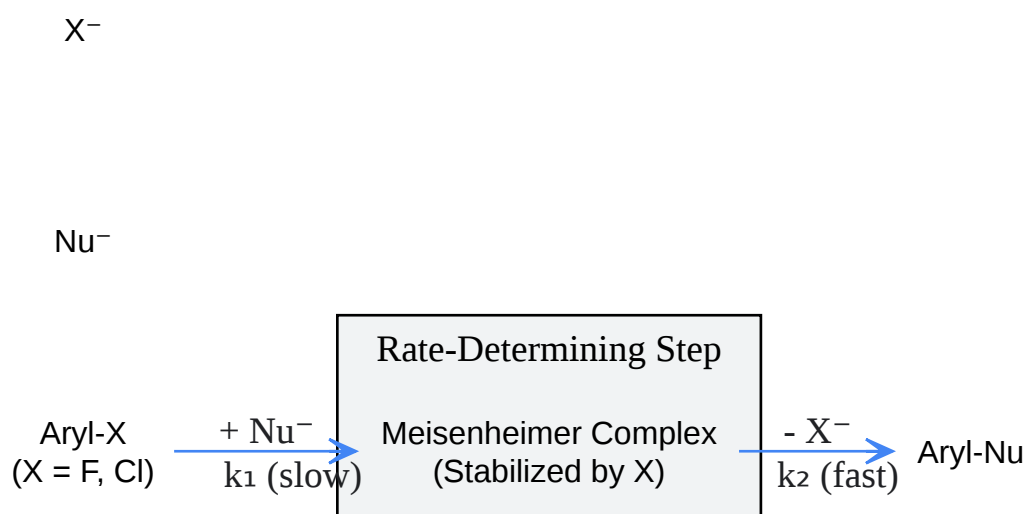 X⁻
Nu⁻
Rate-Determining Step
Aryl-X
(X = F, Cl)
+ Nu⁻
k₁ (slow)
Meisenheimer Complex
(Stabilized by X)
- X⁻
k₂ (fast)
Aryl-Nu